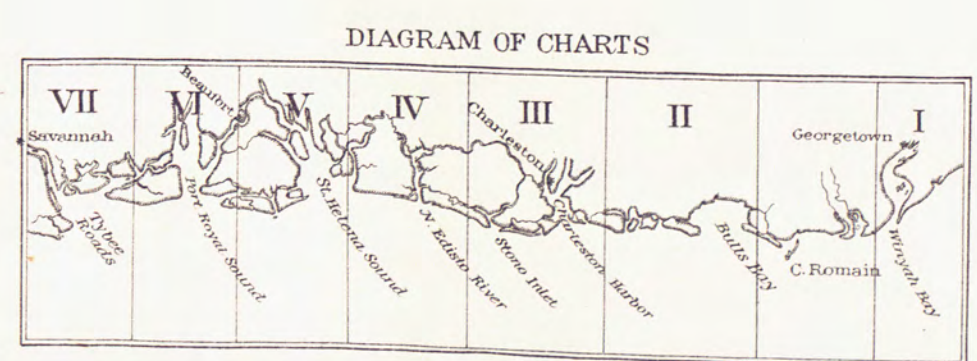 DIAGRAM OF CHARTS
VII
VI
V
IV
III
II
I
Savannah
Beaufort
Charleston
Georgetown
Tybee
Roads
Port Royal Sound
St. Helena Sound
N. Edisto River
Stono Inlet
Charleston Harbor
Bulls Bay
C. Romain
Winyah Bay